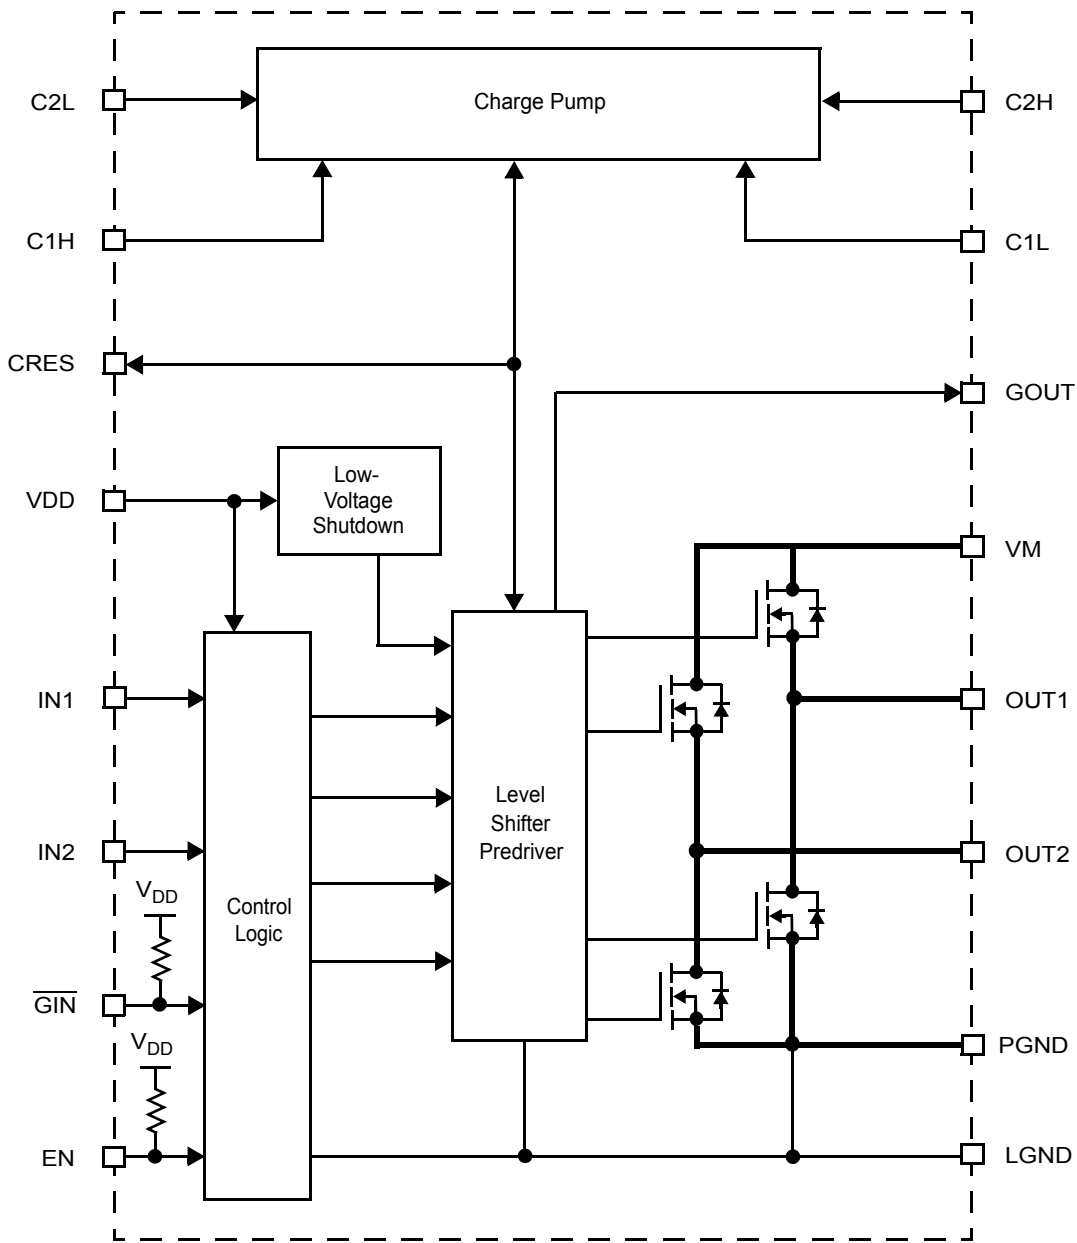 Charge Pump
C2L
C2H
C1H
C1L
CRES
GOUT
Low-
Voltage
Shutdown
VDD
VM
IN1
OUT1
Level
Shifter
Predriver
IN2
OUT2
VDD
Control
Logic
GIN
VDD
PGND
EN
LGND